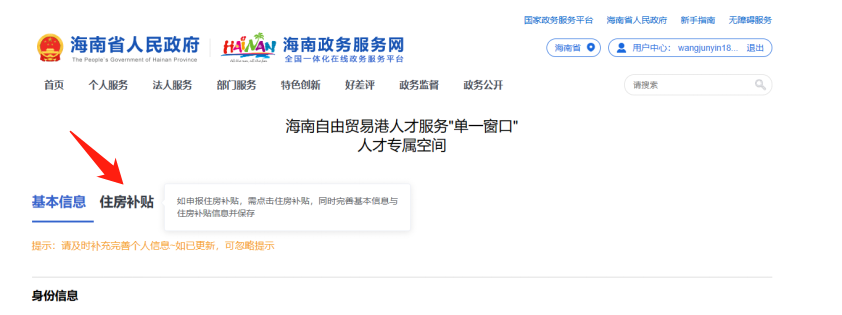 国家政务服务平台 海南省人民政府 新手指南 无障碍服务
海南省人民政府
The People's Government of Hainan Province
HAINAN
海南政务服务网
全国一体化在线政务服务平台
海南省
用户中心: wangjunyin18... 退出
首页 个人服务 法人服务 部门服务 特色创新 好差评 政务监督 政务公开
请搜索
海南自由贸易港人才服务"单一窗口"
人才专属空间
基本信息 住房补贴
如申报住房补贴，需点击住房补贴，同时完善基本信息与
住房补贴信息并保存
提示：请及时补充完善个人信息-如已更新，可忽略提示
身份信息